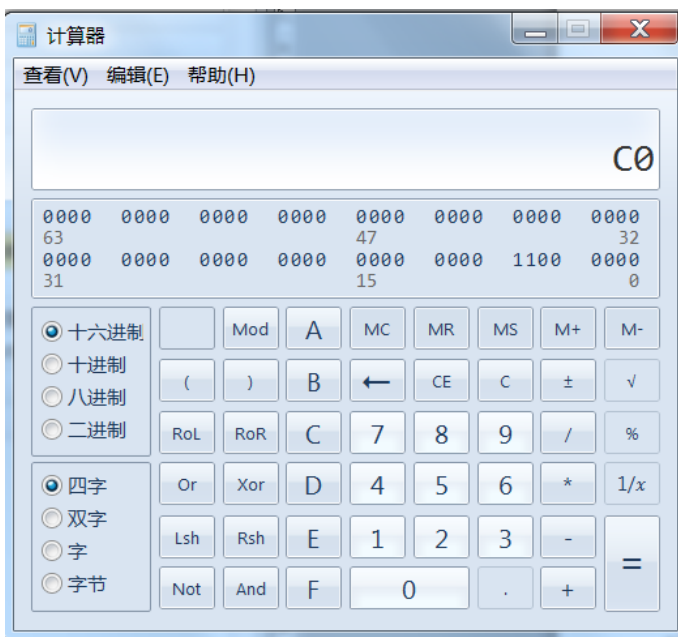 计算器
查看(V) 编辑(E) 帮助(H)
C0
0000 0000 0000 0000 0000 0000 0000 0000
63 47 32
0000 0000 0000 0000 0000 0000 1100 0000
31 15 0
十六进制 Mod A MC MR MS M+ M-
十进制
( ) B ← CE C ± √
八进制
二进制 RoL RoR C 7 8 9 / %
四字 Or Xor D 4 5 6 * 1/x
双字
Lsh Rsh E 1 2 3 - =
字
字节 Not And F 0 . +